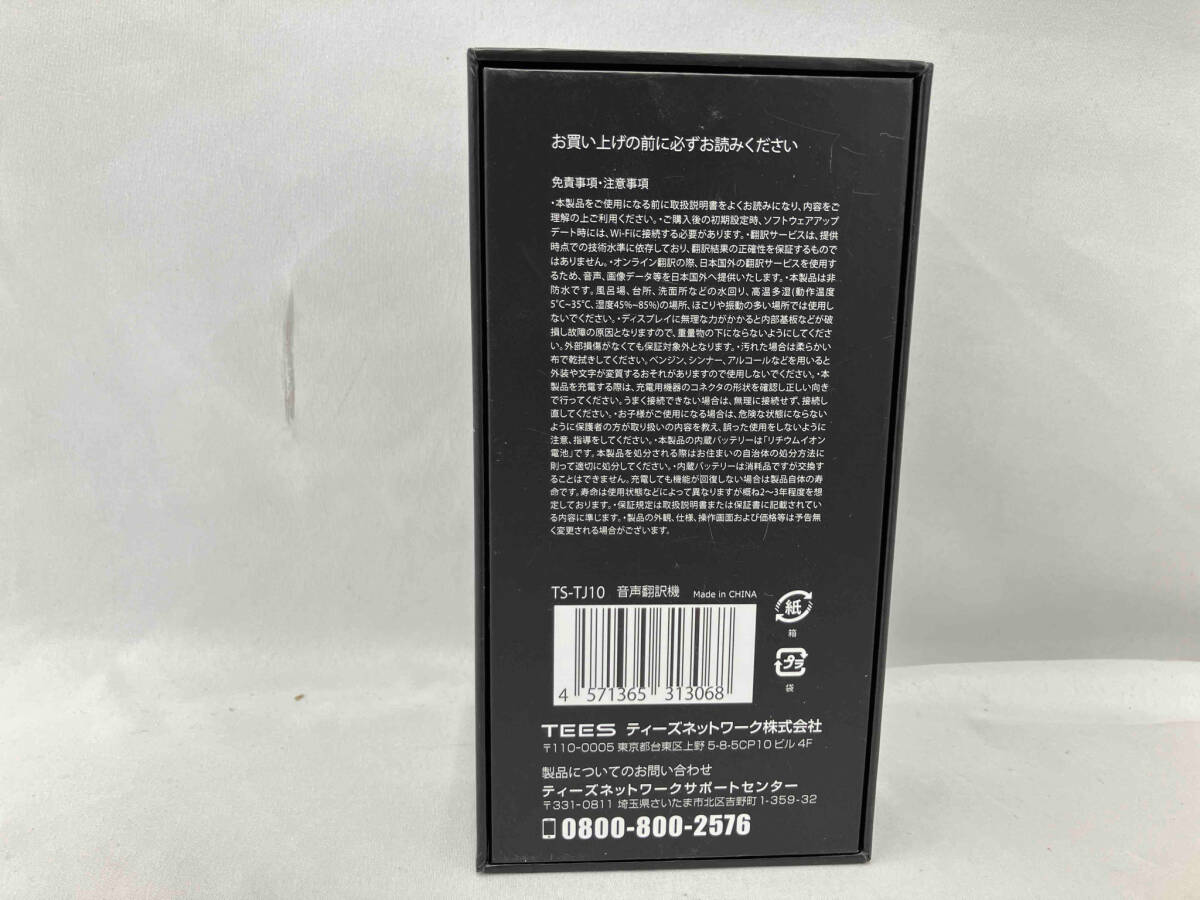 お買い上げの前に必ずお読みください
免責事項・注意事項
・本製品をご使用になる前に取扱説明書をよくお読みになり、内容をご
理解の上ご利用ください。・ご購入後の初期設定時、ソフトウェアアップ
デート時には、Wi-Fiに接続する必要があります。・翻訳サービスは、提供
時点での技術水準に依存しており、翻訳結果の正確性を保証するもので
はありません。・オンライン翻訳の際、日本国外の翻訳サービスを使用す
るため、音声、画像データ等を日本国外へ提供いたします。・本製品は非
防水です。風呂場、台所、洗面所などの水回り、高温多湿(動作温度
5℃~35℃、湿度45%~85%)の場所、ほこりや振動の多い場所では使用
しないでください。・ディスプレイに無理な力がかかると内部基板などが破
損し故障の原因となりますので、重量物の下にならないようにしてくださ
い。外部損傷がなくても保証対象外となります。・汚れた場合は柔らかい
布で乾拭きしてください。ベンジン、シンナー、アルコールなどを用いると
外装や文字が変質するおそれがありますので使用しないでください。・本
製品を充電する際は、充電用機器のコネクタの形状を確認し正しい向き
で行ってください。うまく接続できない場合は、無理に接続せず、接続し
直してください。・お子様がご使用になる場合は、危険な状態にならない
ように保護者の方が取り扱いの内容を教え、誤った使用をしないように
注意、指導をしてください。・本製品の内蔵バッテリーは「リチウムイオン
電池」です。本製品を処分される際はお住まいの自治体の処分方法に
則って適切に処分してください。・内蔵バッテリーは消耗品ですが交換す
ることはできません。充電しても機能が回復しない場合は製品自体の寿
命です。寿命は使用状態などによって異なりますが概ね2〜3年程度を想
定しております。・保証規定は取扱説明書または保証書に記載されてい
る内容に準じます。・製品の外観、仕様、操作画面および価格等は予告無
く変更される場合がございます。
TS-TJ10 音声翻訳機 Made in CHINA
紙
箱
プラ
袋
4 571365 313068
TEES ティーズネットワーク株式会社
〒110-0005 東京都台東区上野 5-8-5CP10 ビル 4F
製品についてのお問い合わせ
ティーズネットワークサポートセンター
〒331-0811 埼玉県さいたま市北区吉野町 1-359-32
0800-800-2576